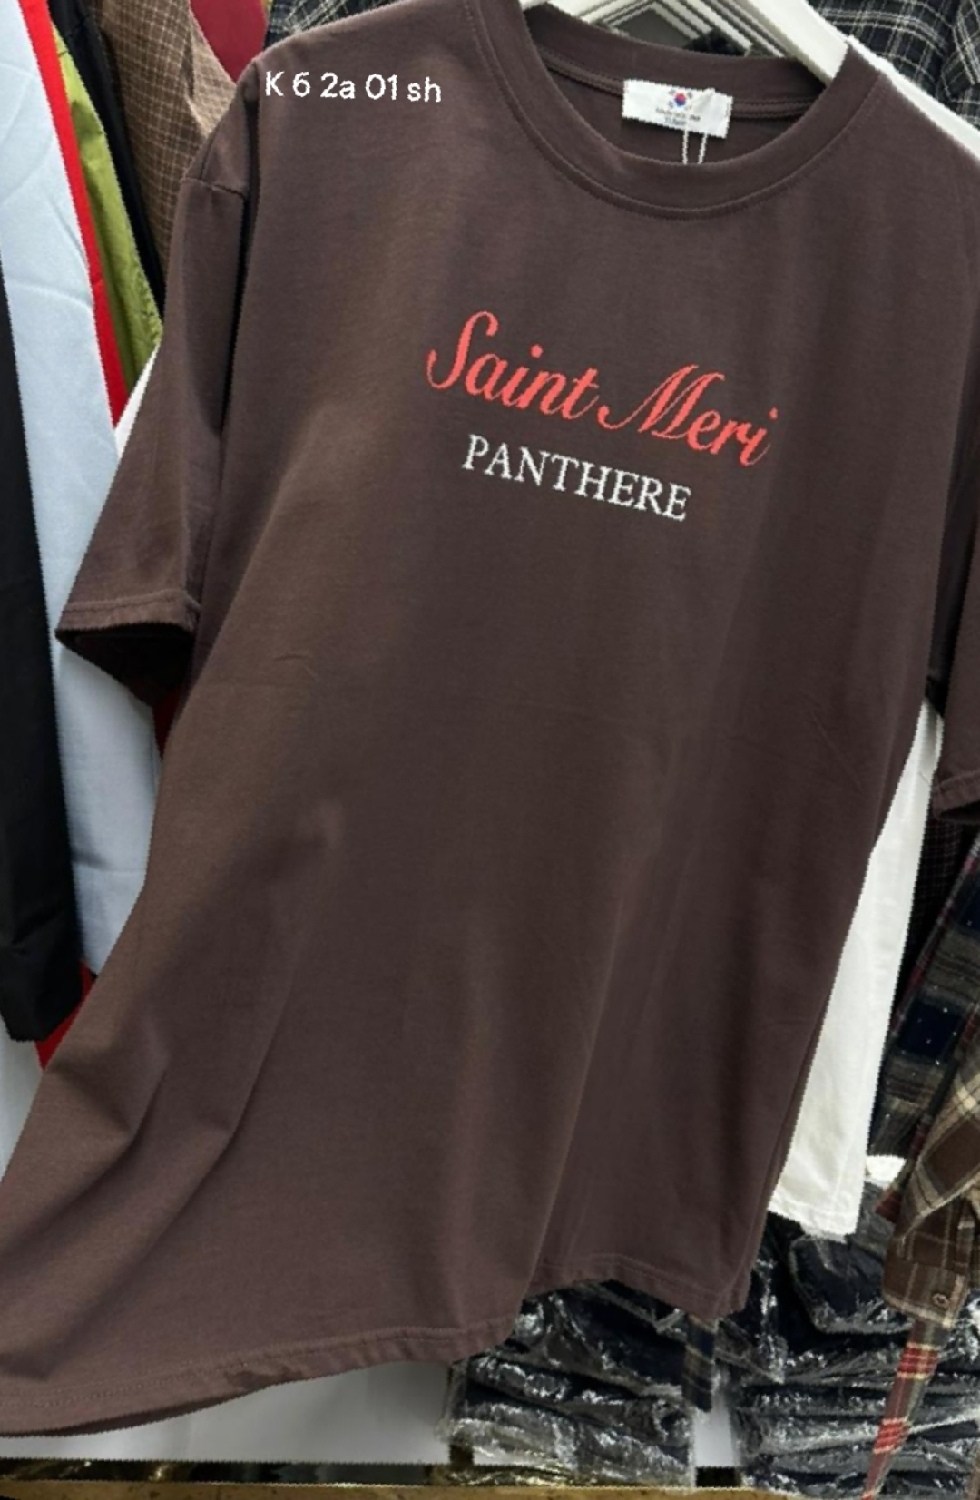 K 6 2a 01 sh
Saint Meri
PANTHERE